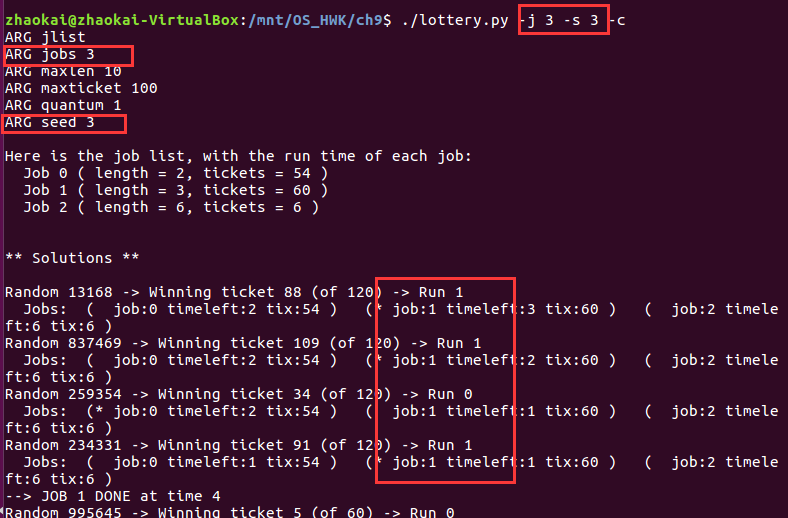 zhaokai@zhaokai-VirtualBox:/mnt/OS_HWK/ch9$ ./lottery.py -j 3 -s 3 -c
ARG jlist
ARG jobs 3
ARG maxlen 10
ARG maxticket 100
ARG quantum 1
ARG seed 3
Here is the job list, with the run time of each job:
  Job 0 ( length = 2, tickets = 54 )
  Job 1 ( length = 3, tickets = 60 )
  Job 2 ( length = 6, tickets = 6 )
** Solutions **
Random 13168 -> Winning ticket 88 (of 120) -> Run 1
  Jobs:  (  job:0 timeleft:2 tix:54 )   (* job:1 timeleft:3 tix:60 )   (  job:2 timele
ft:6 tix:6 )
Random 837469 -> Winning ticket 109 (of 120) -> Run 1
  Jobs:  (  job:0 timeleft:2 tix:54 )   (* job:1 timeleft:2 tix:60 )   (  job:2 timele
ft:6 tix:6 )
Random 259354 -> Winning ticket 34 (of 120) -> Run 0
  Jobs:  (* job:0 timeleft:2 tix:54 )   (  job:1 timeleft:1 tix:60 )   (  job:2 timele
ft:6 tix:6 )
Random 234331 -> Winning ticket 91 (of 120) -> Run 1
  Jobs:  (  job:0 timeleft:1 tix:54 )   (* job:1 timeleft:1 tix:60 )   (  job:2 timele
ft:6 tix:6 )
--> JOB 1 DONE at time 4
Random 995645 -> Winning ticket 5 (of 60) -> Run 0